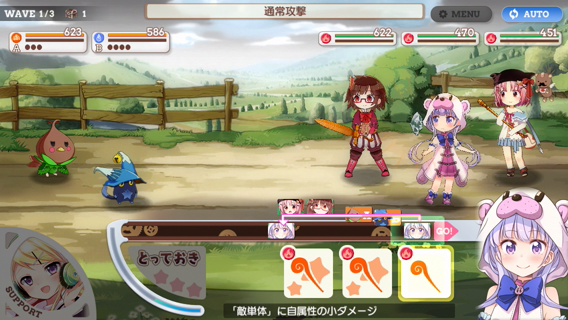 WAVE 1/3 1
通常攻撃
MENU
AUTO
623
586
622
470
451
A
B
GO!
とっておき
SUPPORT
「敵単体」に自属性の小ダメージ